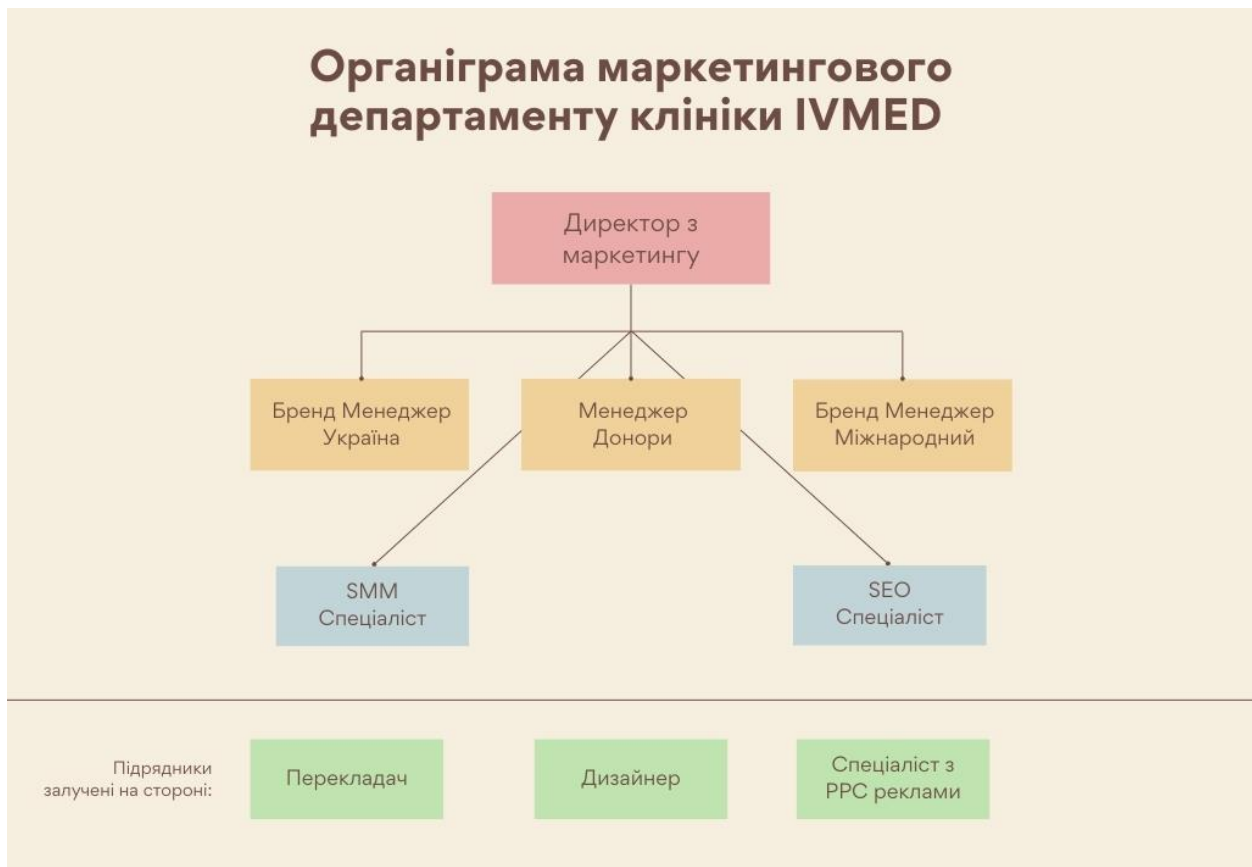 Органіграма маркетингового
департаменту клініки IVMED
Директор з
маркетингу
Бренд Менеджер
Україна
Менеджер
Донори
Бренд Менеджер
Міжнародний
SMM
Спеціаліст
SEO
Спеціаліст
Підрядники
залучені на стороні:
Перекладач
Дизайнер
Спеціаліст з
PPC реклами